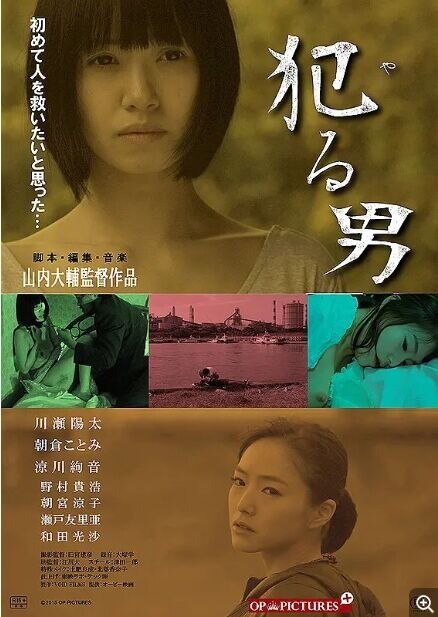 初めて人を救いたいと思った…
や
犯る男
脚本・編集・音楽
山内大輔監督作品
川瀬陽太
朝倉ことみ
涼川絢音
野村貴浩
朝宮涼子
瀬戸友里亜
和田光沙
OP PICTURES+